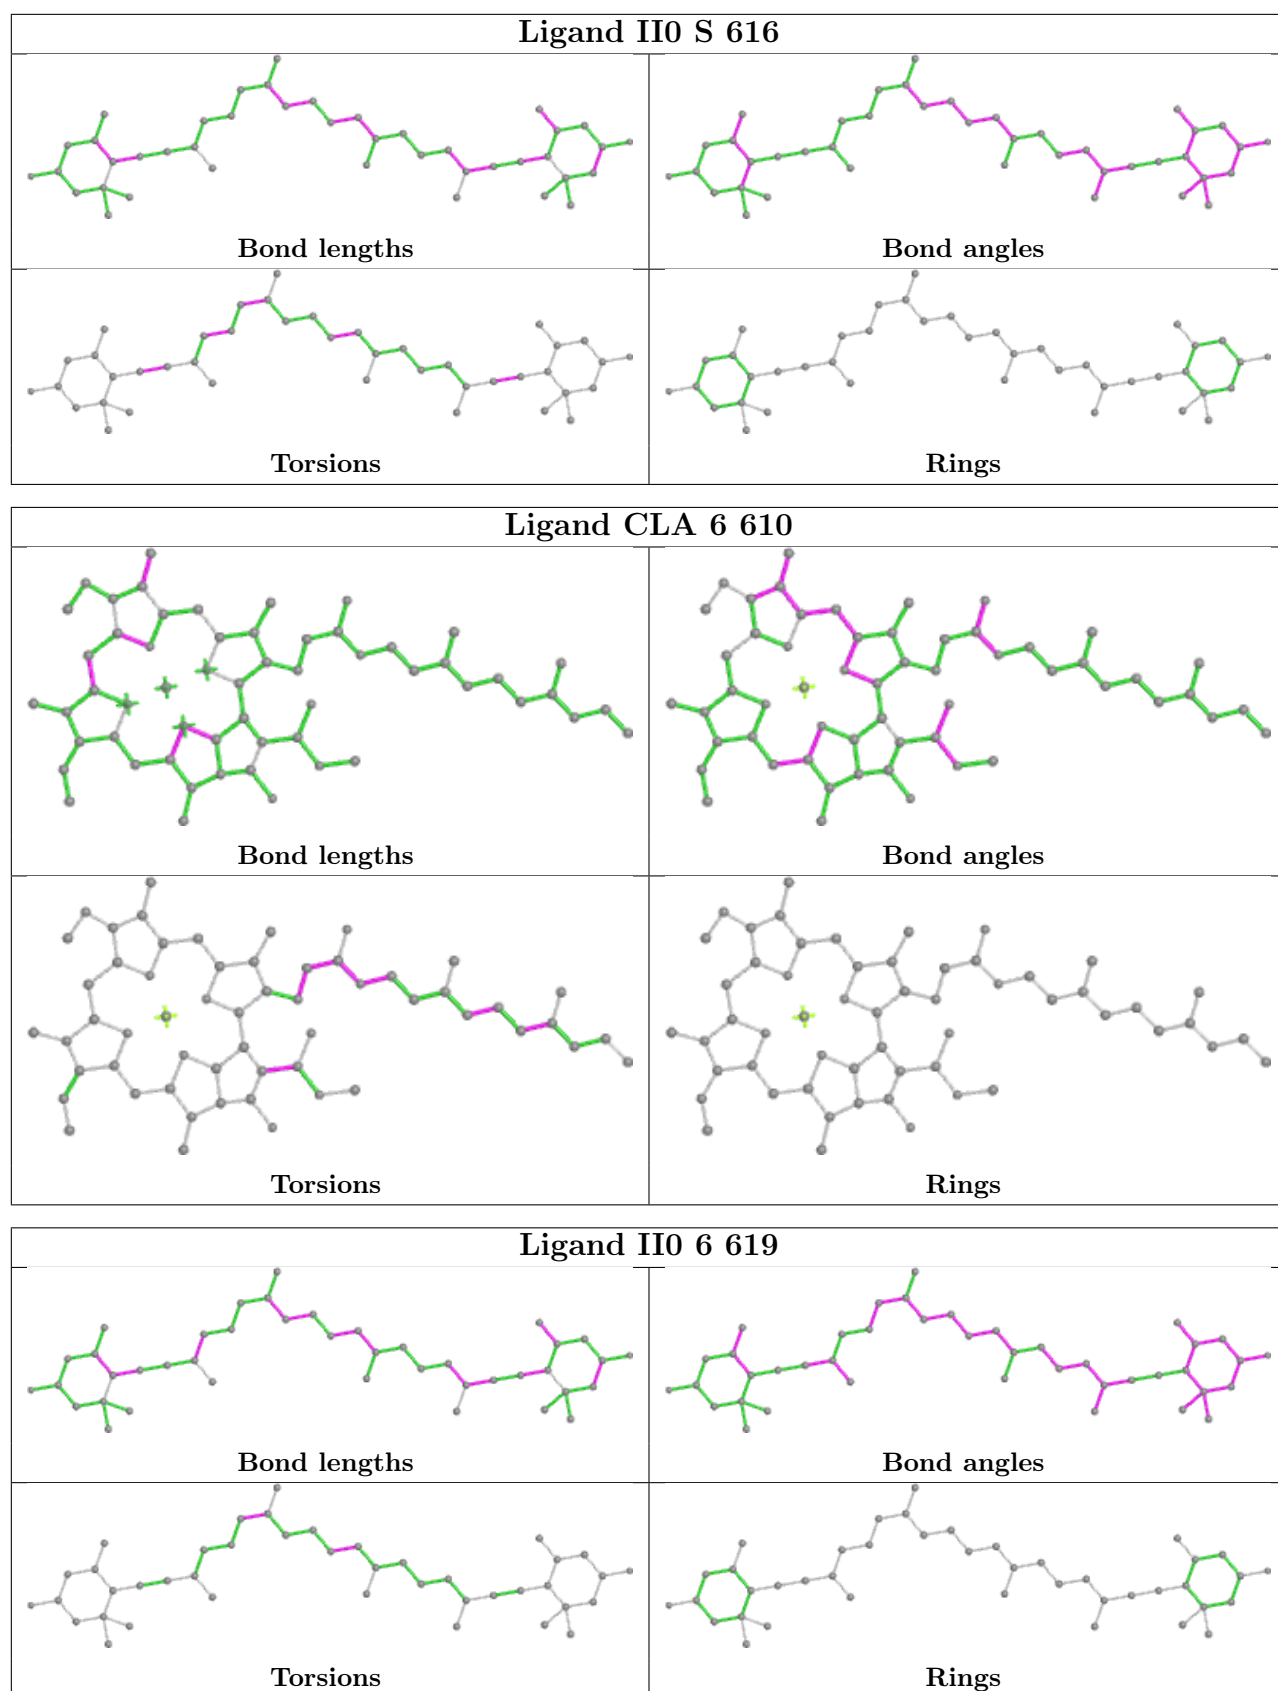 Ligand II0 S 616
Bond lengths
Bond angles
Torsions
Rings
Ligand CLA 6 610
Bond lengths
Bond angles
Torsions
Rings
Ligand II0 6 619
Bond lengths
Bond angles
Torsions
Rings